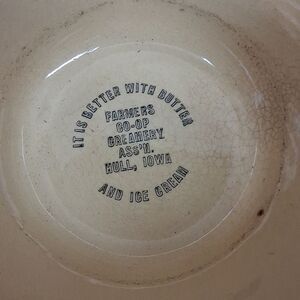 IT IS BETTER WITH BUTTER
FARMERS
CO-OP
CREAMERY
ASS'N.
HULL, IOWA
AND ICE CREAM